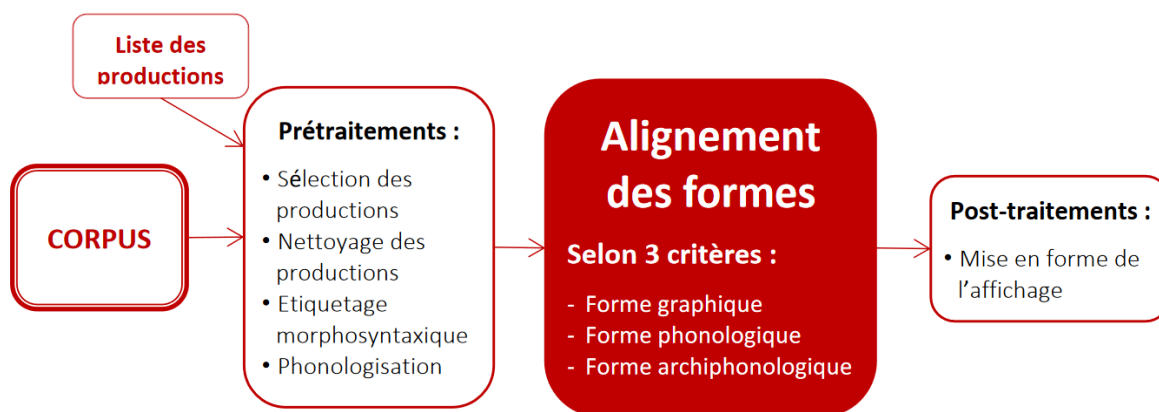 Liste des
productions
CORPUS
Prétraitements :
• Sélection des
productions
• Nettoyage des
productions
• Etiquetage
morphosyntaxique
• Phonologisation
Alignement
des formes
Selon 3 critères :
- Forme graphique
- Forme phonologique
- Forme archiphonologique
Post-traitements :
• Mise en forme de
l'affichage